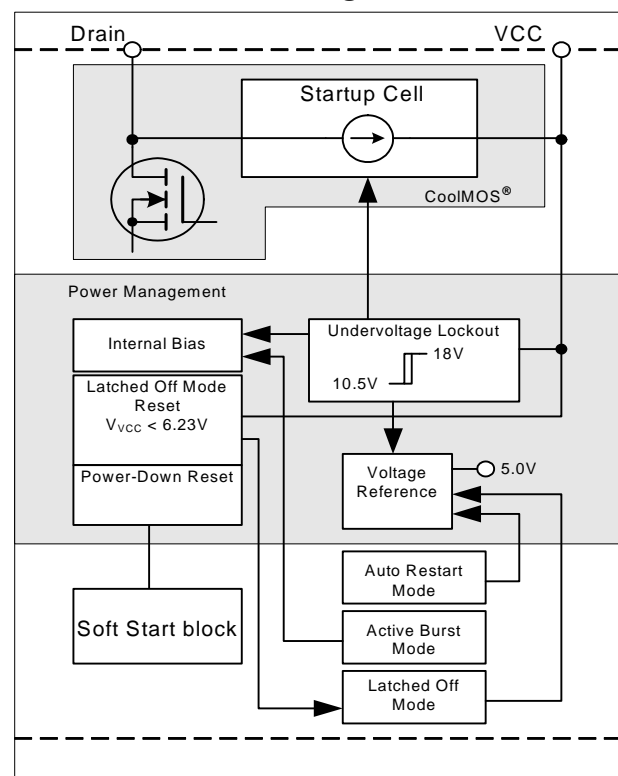 Drain
VCC
Startup Cell
CoolMOS®
Power Management
Internal Bias
Undervoltage Lockout
18V
10.5V
Latched Off Mode
Reset
VVCC < 6.23V
Power-Down Reset
Voltage
Reference
5.0V
Auto Restart
Mode
Soft Start block
Active Burst
Mode
Latched Off
Mode